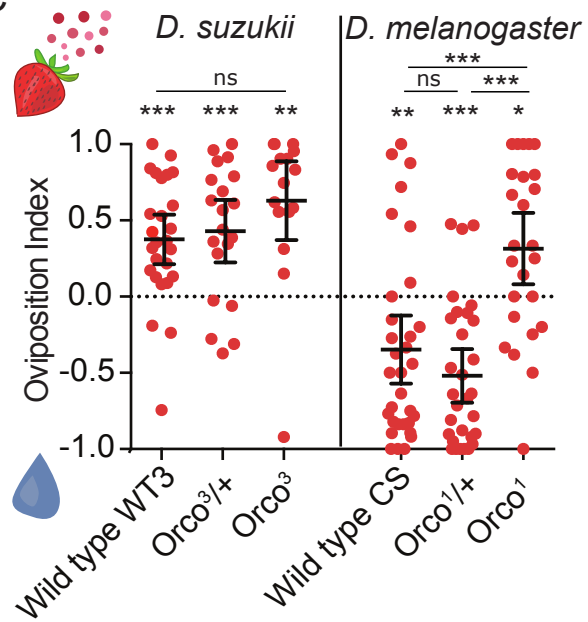 D. suzukii D. melanogaster
***
ns ns ***
*** *** ** ** *** *
1.0
0.5
0.0
-0.5
-1.0
Oviposition Index
Wild type WT3
Orco³/+
Orco³
Wild type CS
Orco¹/+
Orco¹